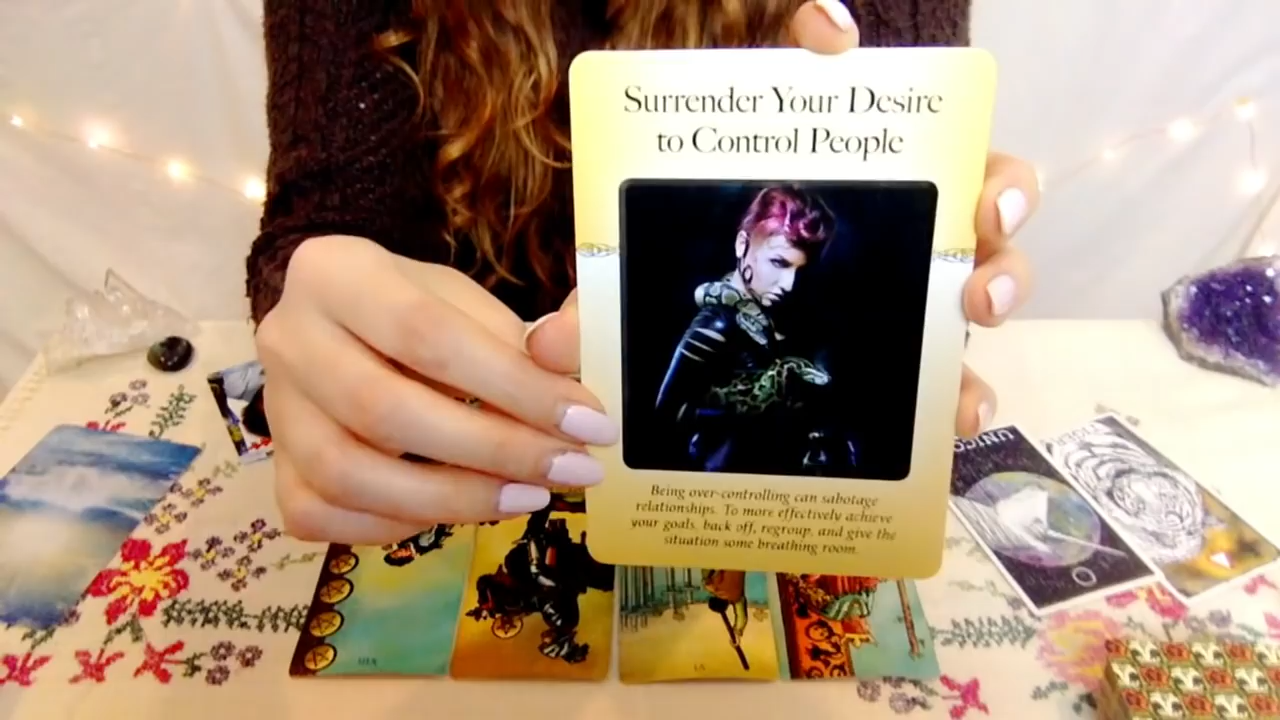 Surrender Your Desire
to Control People
Being over-controlling can sabotage
relationships. To more effectively achieve
your goals, back off, regroup, and give the
situation some breathing room.